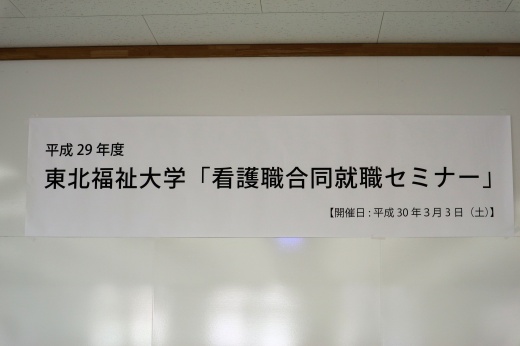 平成 29 年度
東北福祉大学「看護職合同就職セミナー」
【開催日 : 平成 30 年 3 月 3 日（土）】